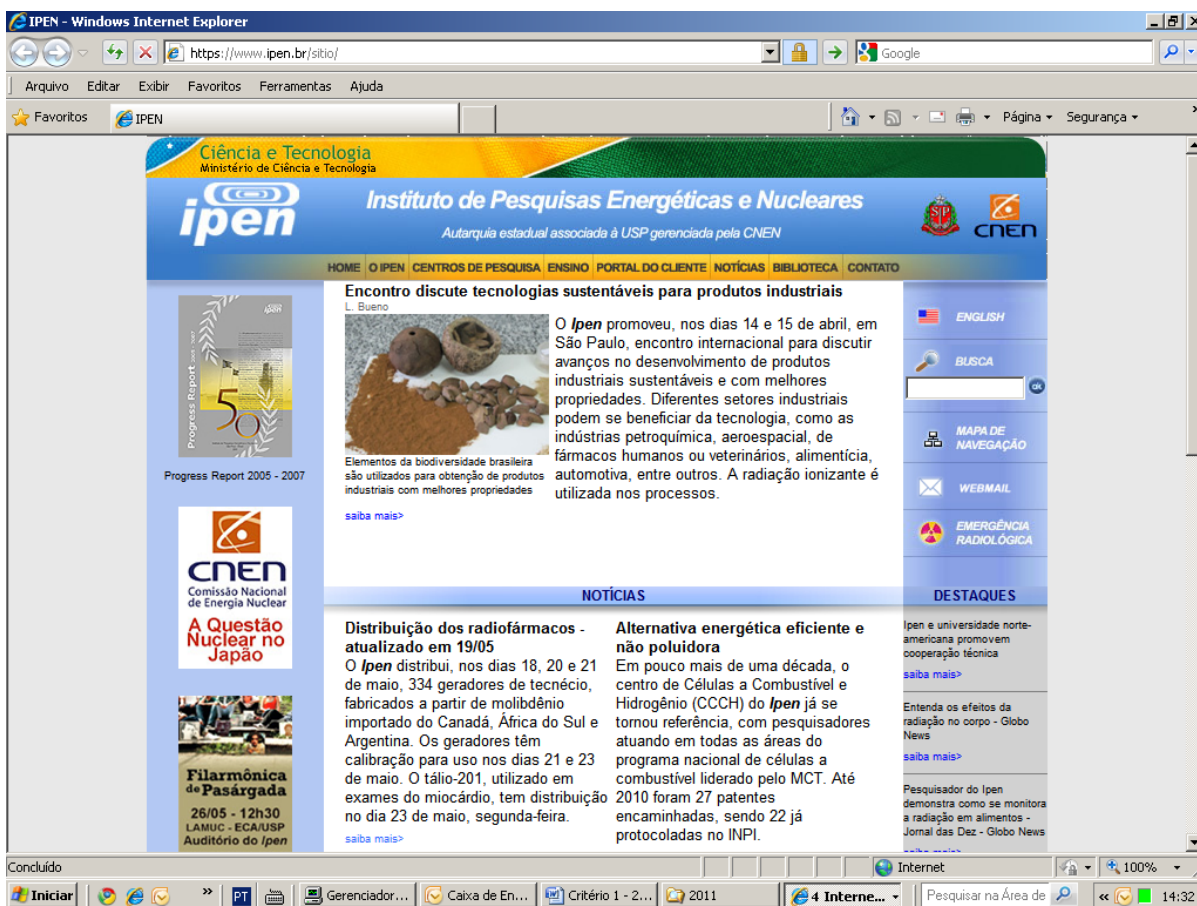 IPEN - Windows Internet Explorer
https://www.ipen.br/sitio/
Google
Arquivo Editar Exibir Favoritos Ferramentas Ajuda
Favoritos
IPEN
Página
Segurança
Ciência e Tecnologia
Ministério de Ciência e Tecnologia
ipen
Instituto de Pesquisas Energéticas e Nucleares
Autarquia estadual associada à USP gerenciada pela CNEN
SP
CNEN
HOME O IPEN CENTROS DE PESQUISA ENSINO PORTAL DO CLIENTE NOTÍCIAS BIBLIOTECA CONTATO
ipen
Progress Report 2005 - 2007
50
Progress Report 2005 - 2007
CNEN
Comissão Nacional
de Energia Nuclear
A Questão
Nuclear no
Japão
Filarmônica
de Pasárgada
26/05 - 12h30
LAMUC - ECA/USP
Auditório do Ipen
Encontro discute tecnologias sustentáveis para produtos industriais
L. Bueno
Elementos da biodiversidade brasileira
são utilizados para obtenção de produtos
industriais com melhores propriedades
saiba mais>
O Ipen promoveu, nos dias 14 e 15 de abril, em
São Paulo, encontro internacional para discutir
avanços no desenvolvimento de produtos
industriais sustentáveis e com melhores
propriedades. Diferentes setores industriais
podem se beneficiar da tecnologia, como as
indústrias petroquímica, aeroespacial, de
fármacos humanos ou veterinários, alimentícia,
automotiva, entre outros. A radiação ionizante é
utilizada nos processos.
NOTÍCIAS
Distribuição dos radiofármacos -
atualizado em 19/05
O Ipen distribui, nos dias 18, 20 e 21
de maio, 334 geradores de tecnécio,
fabricados a partir de molibdênio
importado do Canadá, África do Sul e
Argentina. Os geradores têm
calibração para uso nos dias 21 e 23
de maio. O tálio-201, utilizado em
exames do miocárdio, tem distribuição
no dia 23 de maio, segunda-feira.
saiba mais>
Alternativa energética eficiente e
não poluidora
Em pouco mais de uma década, o
centro de Células a Combustível e
Hidrogênio (CCCH) do Ipen já se
tornou referência, com pesquisadores
atuando em todas as áreas do
programa nacional de células a
combustível liderado pelo MCT. Até
2010 foram 27 patentes
encaminhadas, sendo 22 já
protocoladas no INPI.
ENGLISH
BUSCA
ok
MAPA DE
NAVEGAÇÃO
WEBMAIL
EMERGÊNCIA
RADIOLÓGICA
DESTAQUES
Ipen e universidade norte-
americana promovem
cooperação técnica
saiba mais>
Entenda os efeitos da
radiação no corpo - Globo
News
saiba mais>
Pesquisador do Ipen
demonstra como se monitora
a radiação em alimentos -
Jornal das Dez - Globo News
saiba mais>
Concluído
Internet
100%
Iniciar
PT
Gerenciador...
Caixa de En...
Critério 1 - 2...
2011
4 Interne...
Pesquisar na Área de
14:32